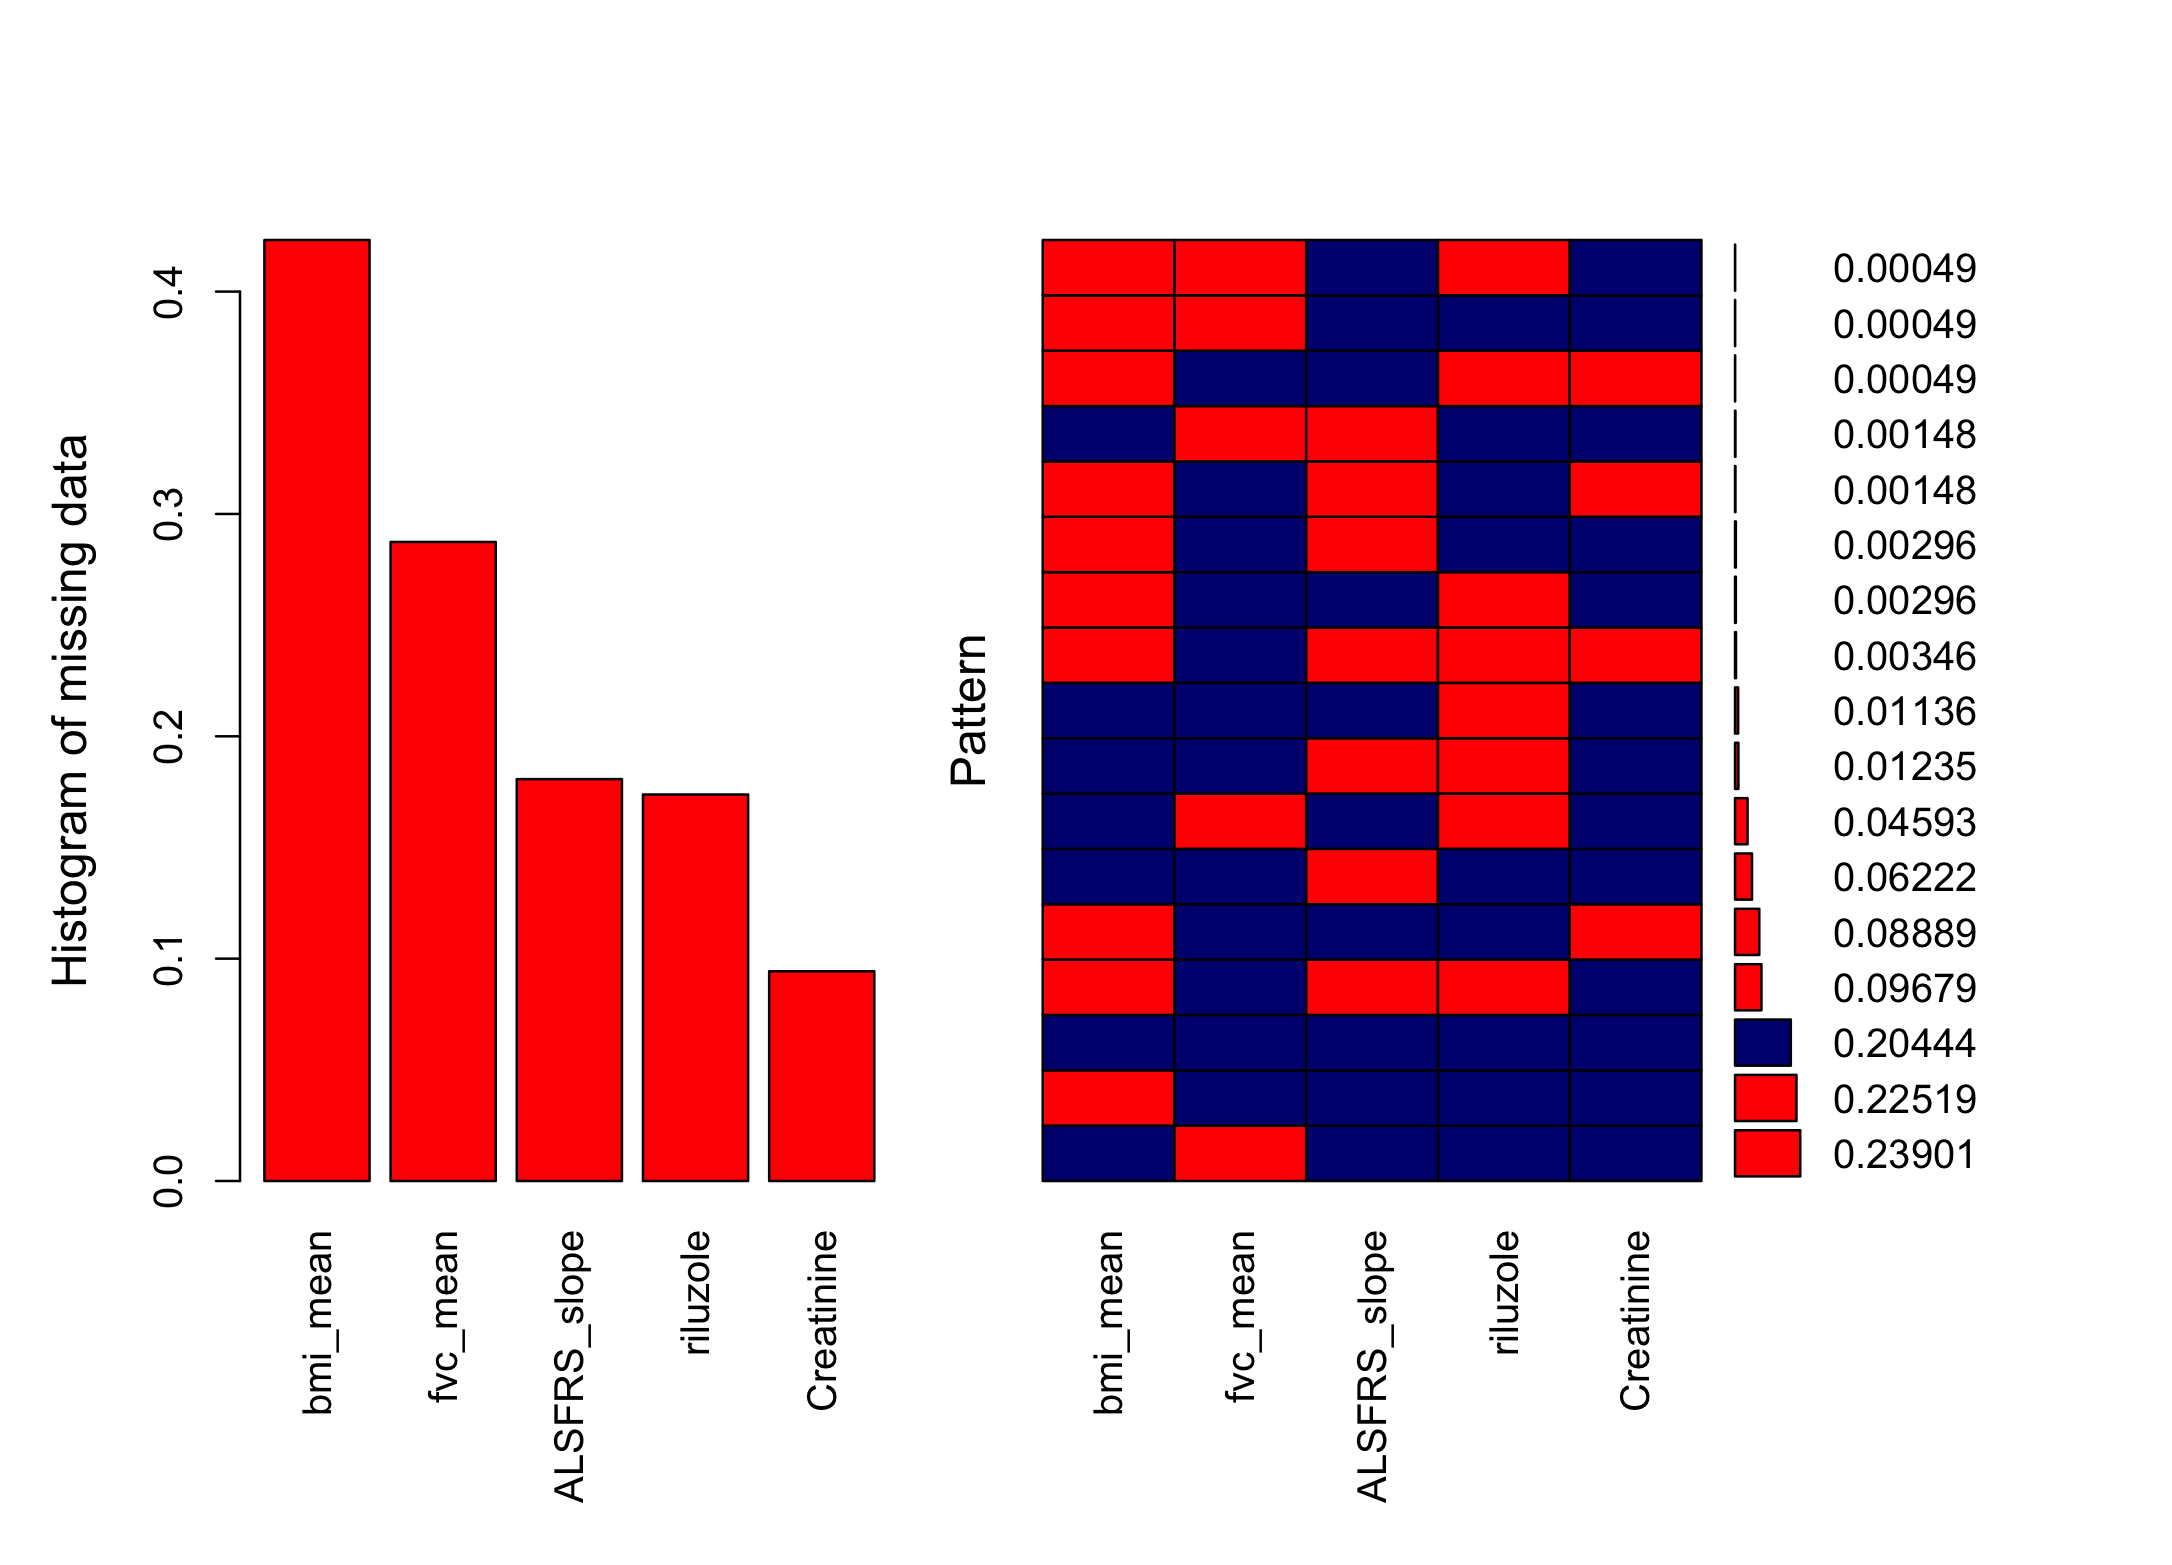 Histogram of missing data
0.4
0.3
0.2
0.1
0.0
bmi_mean
fvc_mean
ALSFRS_slope
riluzole
Creatinine
Pattern
bmi_mean
fvc_mean
ALSFRS_slope
riluzole
Creatinine
0.00049
0.00049
0.00049
0.00148
0.00148
0.00296
0.00296
0.00346
0.01136
0.01235
0.04593
0.06222
0.08889
0.09679
0.20444
0.22519
0.23901